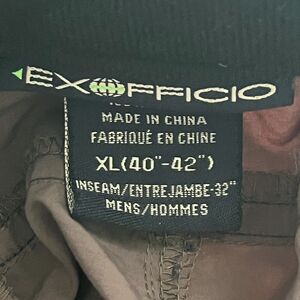 EXOFFICIO
MADE IN CHINA
FABRIQUÉ EN CHINE
XL(40"-42")
INSEAM/ENTREJAMBE-32"
MENS/HOMMES